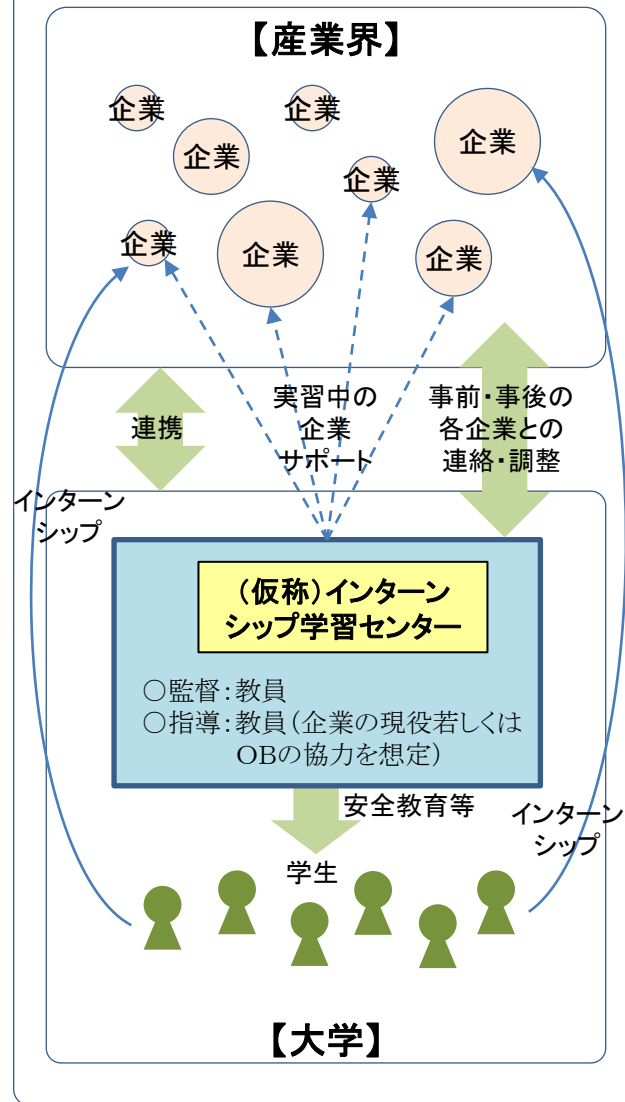 【産業界】
企業
企業
企業
企業
企業
企業
企業
企業
連携
実習中の
企業
サポート
事前・事後の
各企業との
連絡・調整
インターン
シップ
（仮称）インターン
シップ学習センター
○監督：教員
○指導：教員（企業の現役若しくは
OBの協力を想定）
安全教育等
インターン
シップ
学生
【大学】